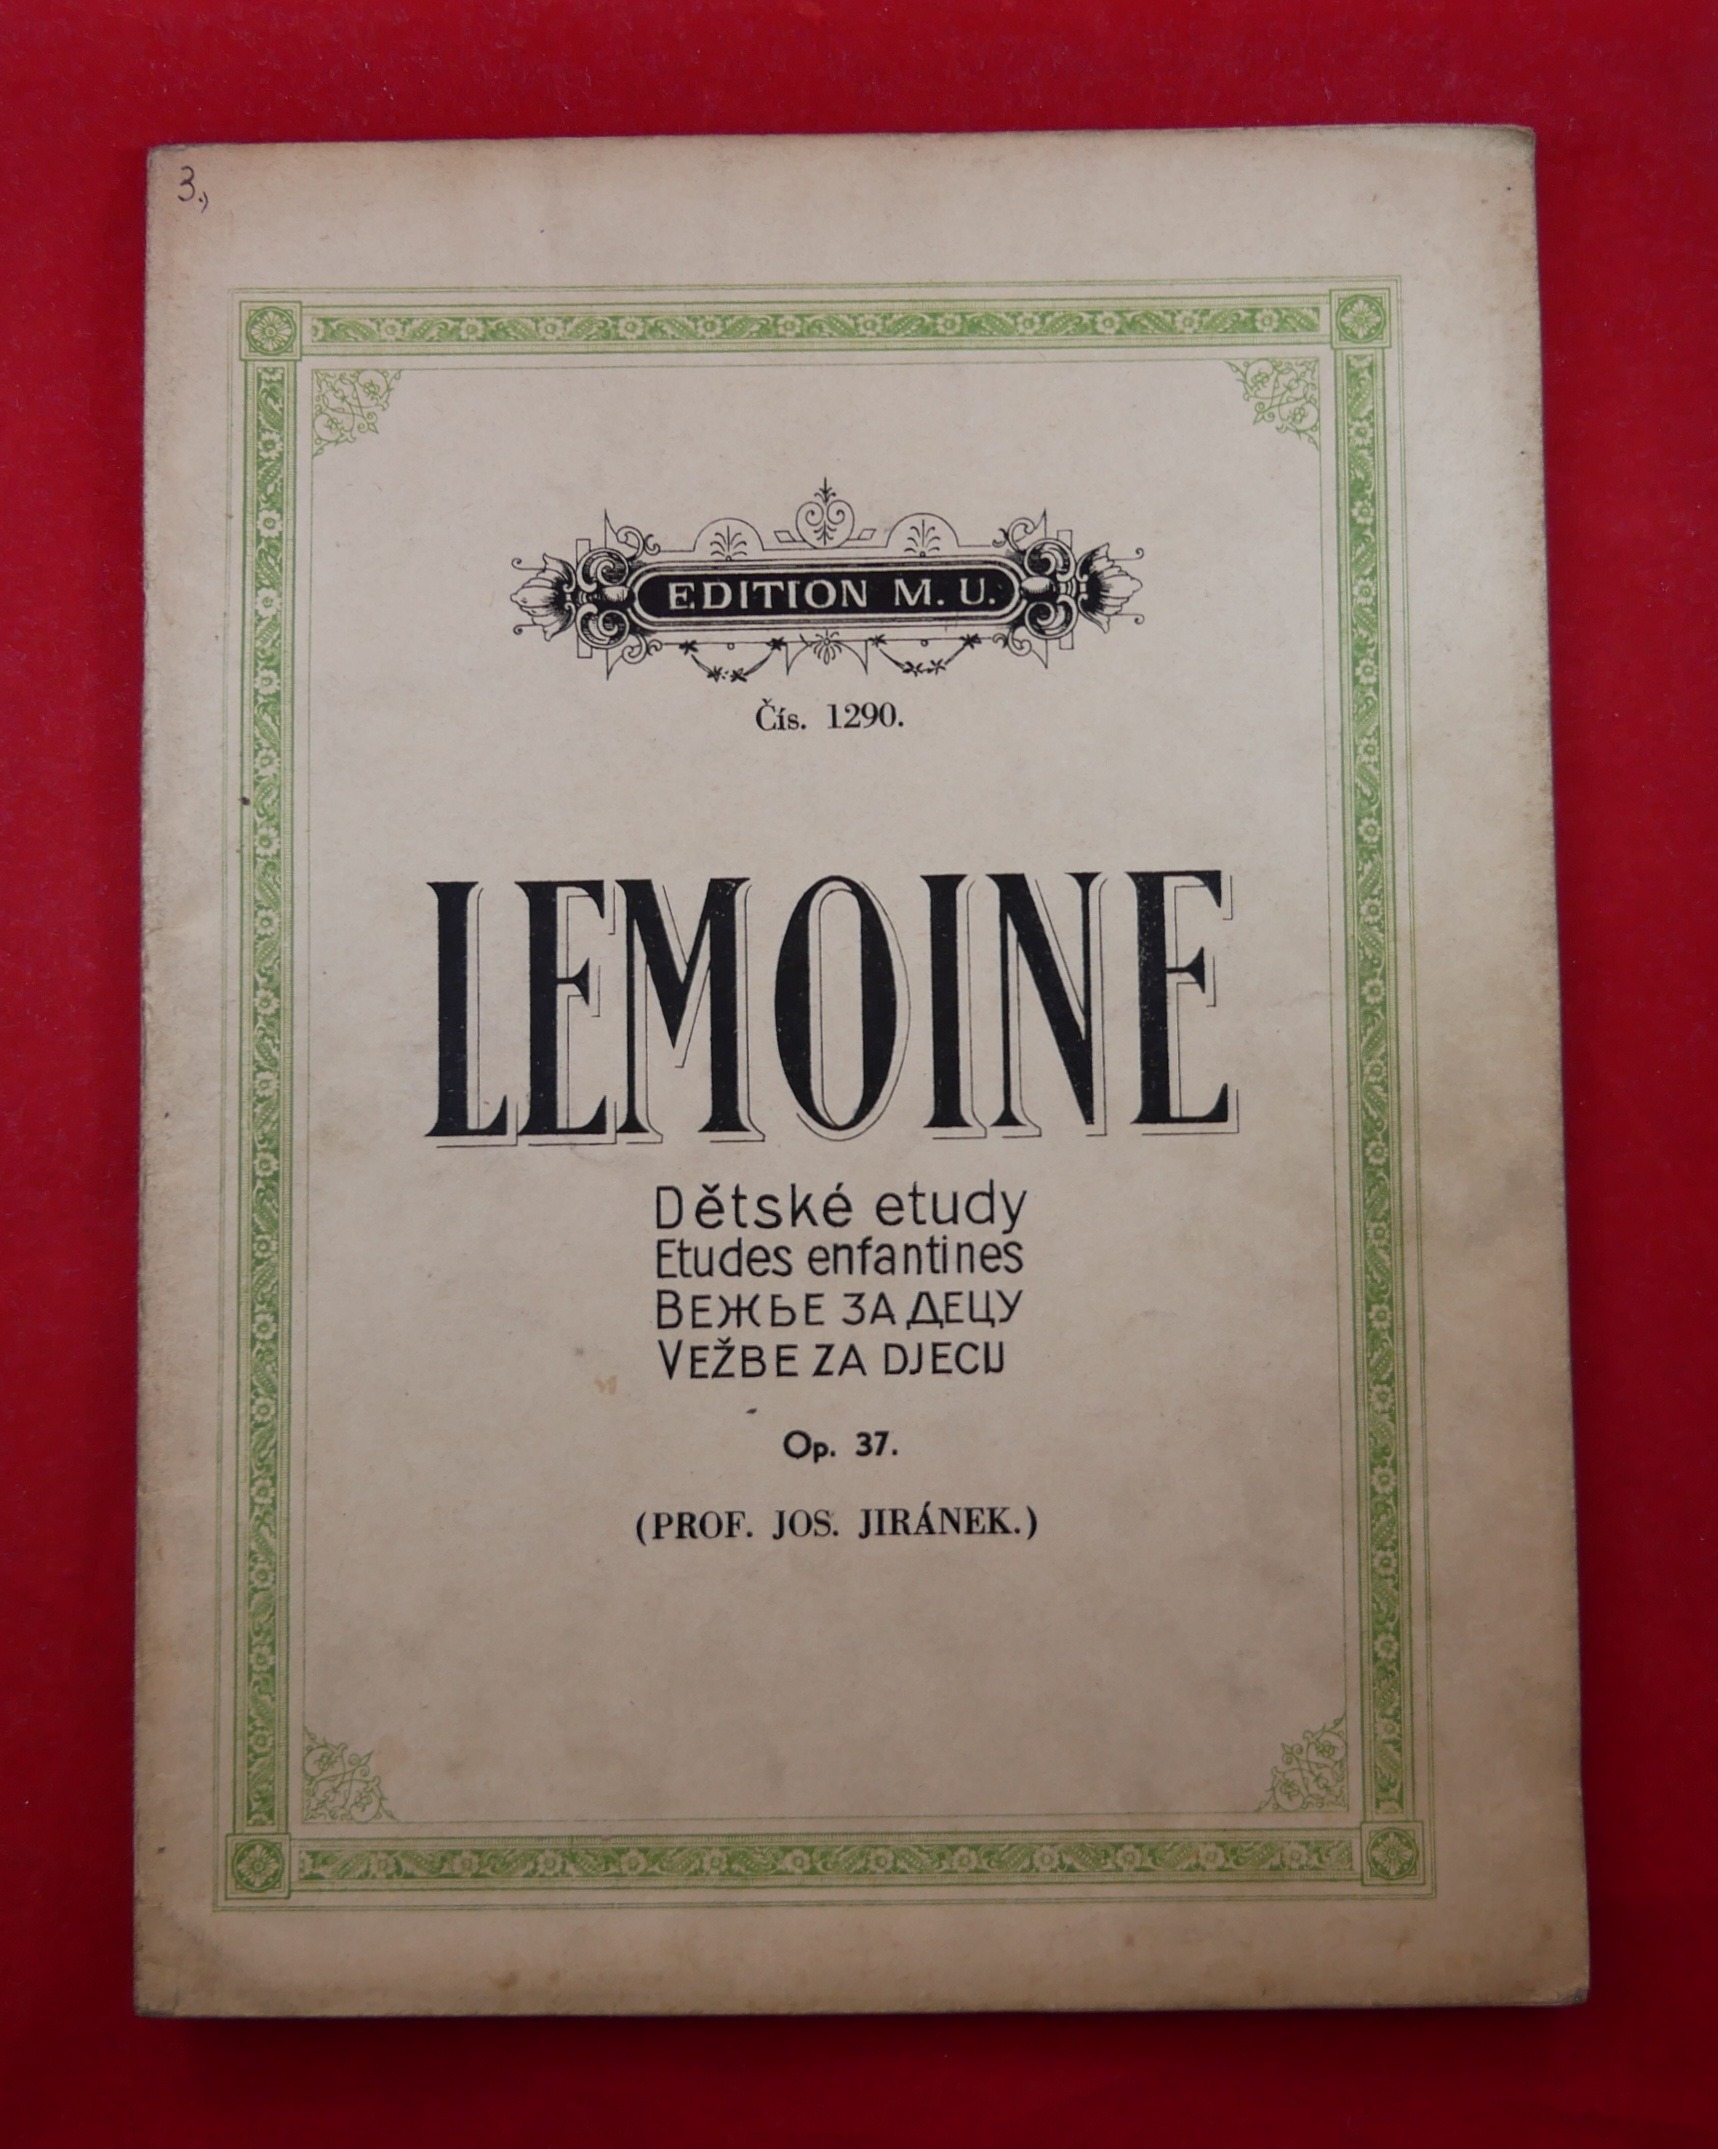 3.,
EDITION M. U.
Čís. 1290.
LEMOINE
Dětské etudy
Etudes enfantines
ВЕЖБЕ ЗА ДЕЦУ
VEŽBE ZA DJECU
Op. 37.
(PROF. JOS. JIRÁNEK.)